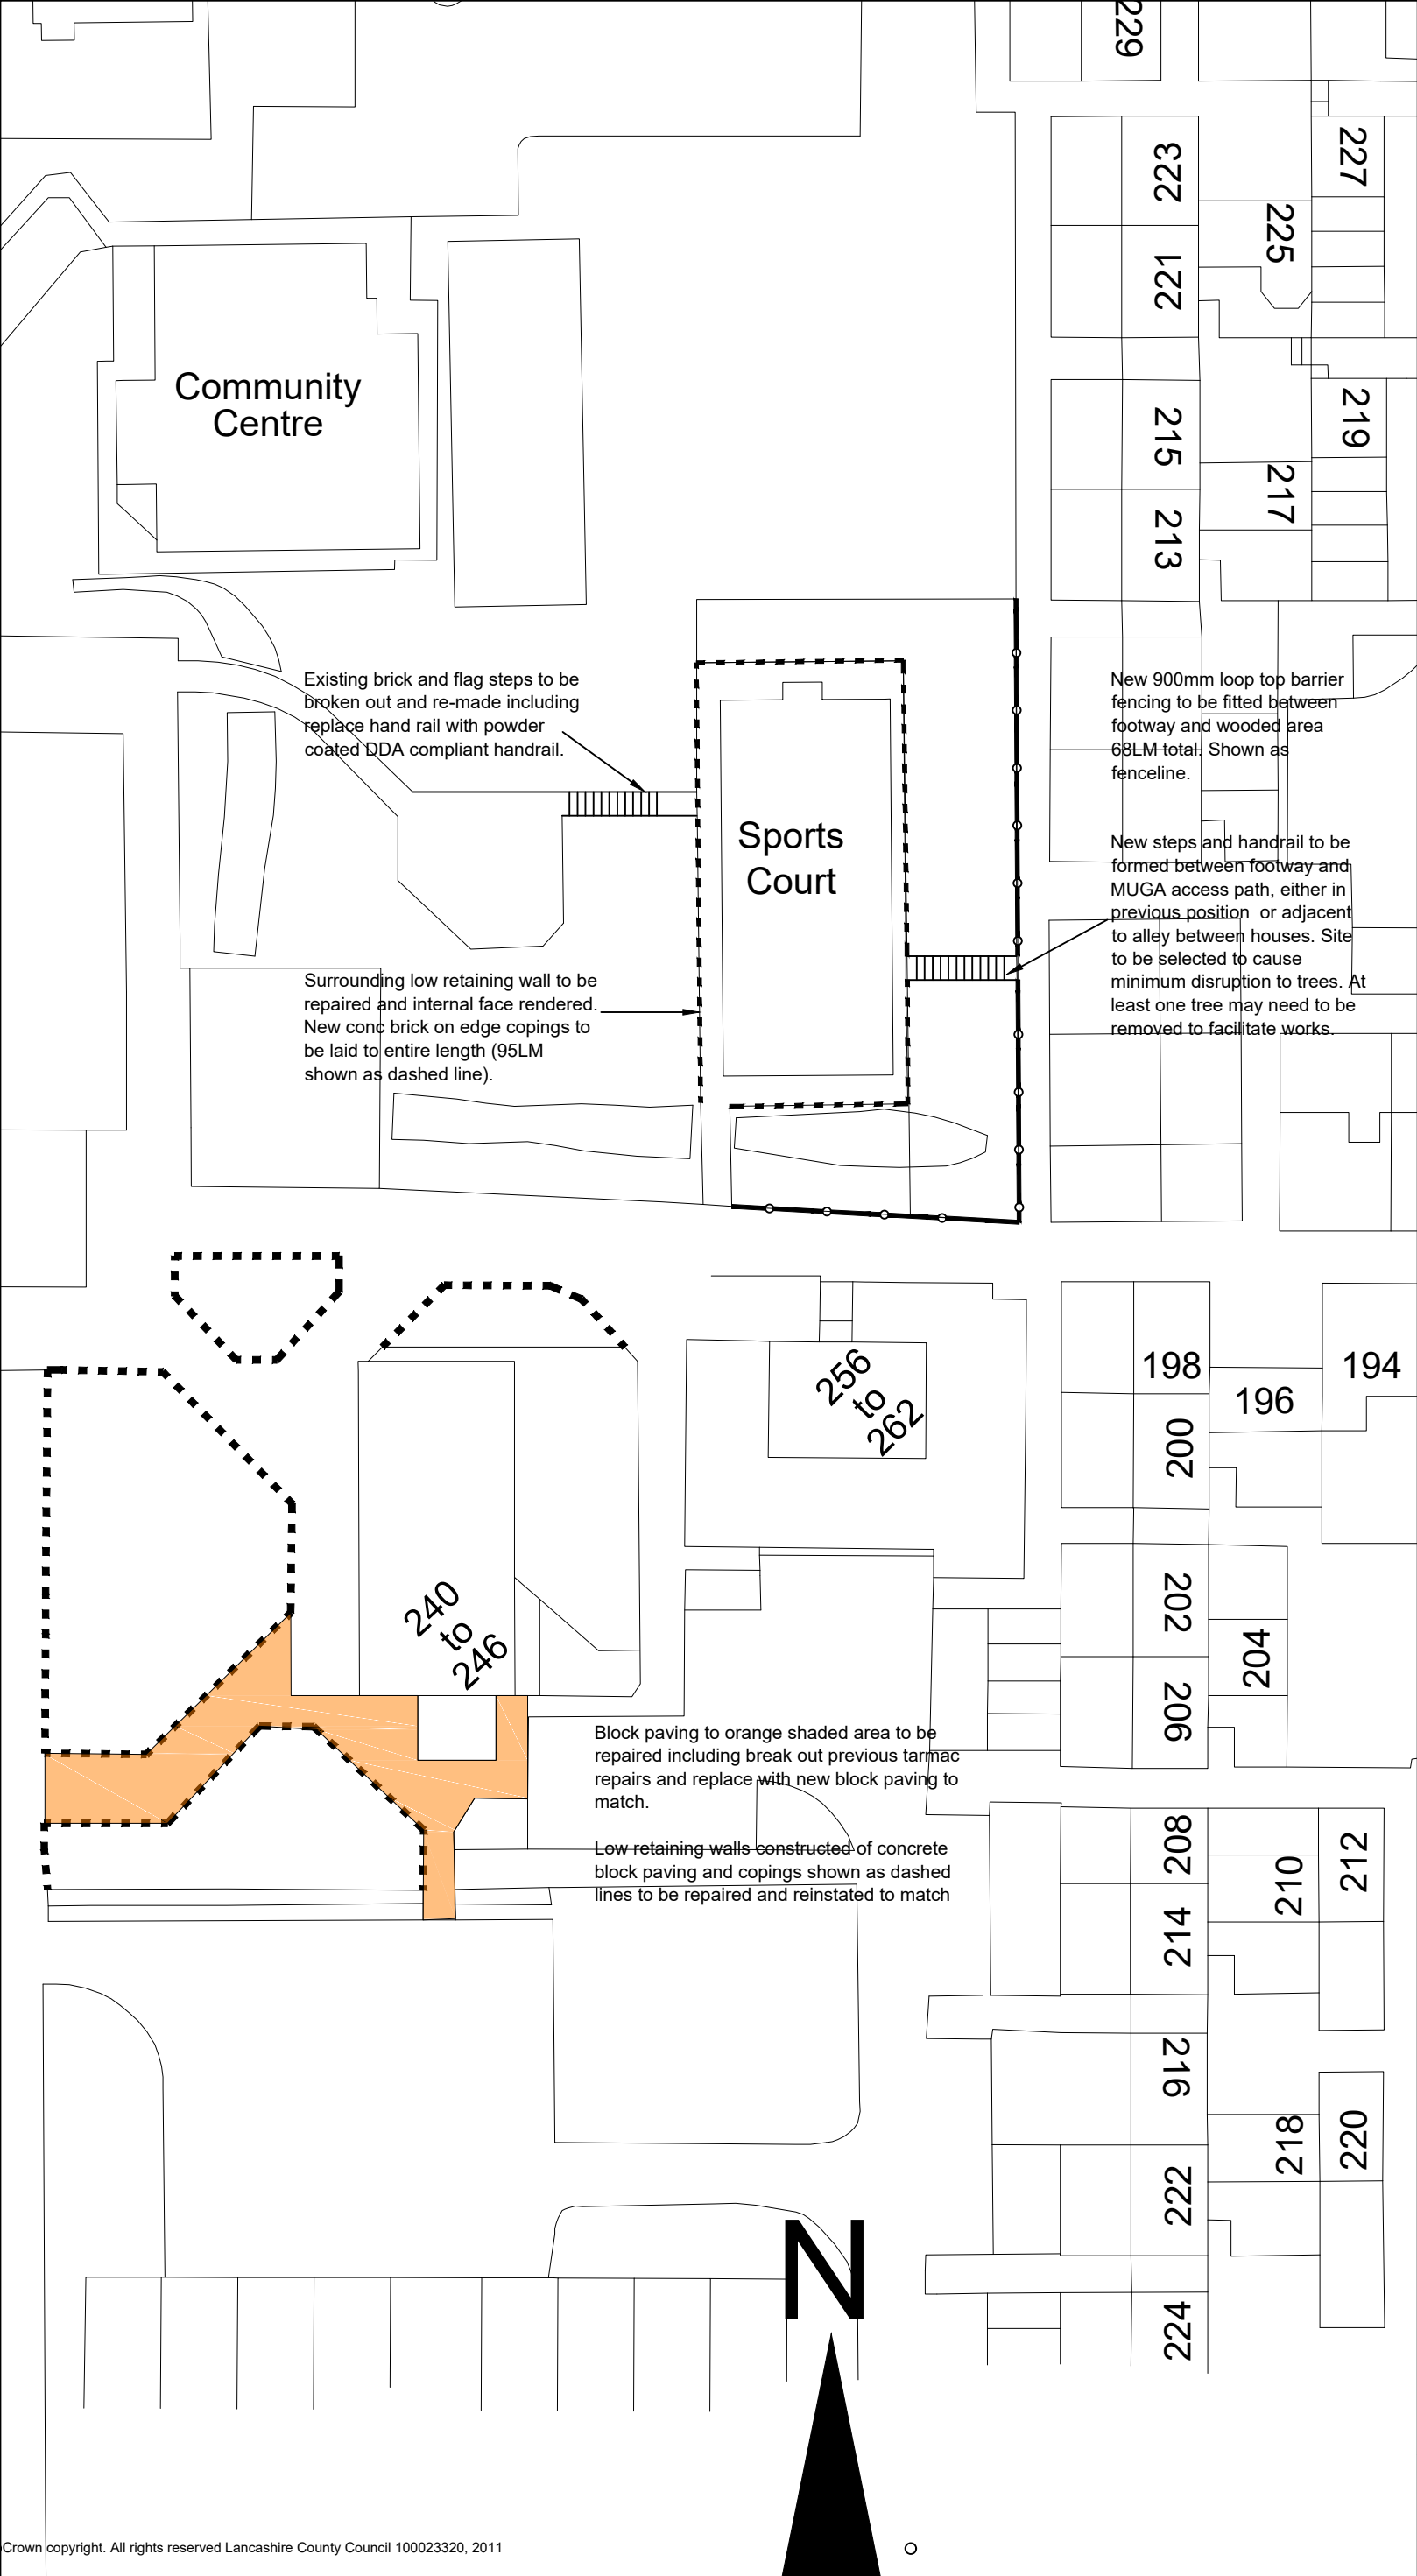 229
223
227
225
221
Community
Centre
219
215
217
213
Existing brick and flag steps to be
broken out and re-made including
replace hand rail with powder
coated DDA compliant handrail.
New 900mm loop top barrier
fencing to be fitted between
footway and wooded area
68LM total. Shown as
fenceline.
Sports
Court
New steps and handrail to be
formed between footway and
MUGA access path, either in
previous position or adjacent
to alley between houses. Site
to be selected to cause
minimum disruption to trees. At
least one tree may need to be
removed to facilitate works.
Surrounding low retaining wall to be
repaired and internal face rendered.
New conc brick on edge copings to
be laid to entire length (95LM
shown as dashed line).
256
to
262
198
194
196
200
240
to
246
202
204
206
Block paving to orange shaded area to be
repaired including break out previous tarmac
repairs and replace with new block paving to
match.
Low retaining walls constructed of concrete
block paving and copings shown as dashed
lines to be repaired and reinstated to match
208
212
210
214
216
218
220
222
N
224
Crown copyright. All rights reserved Lancashire County Council 100023320, 2011